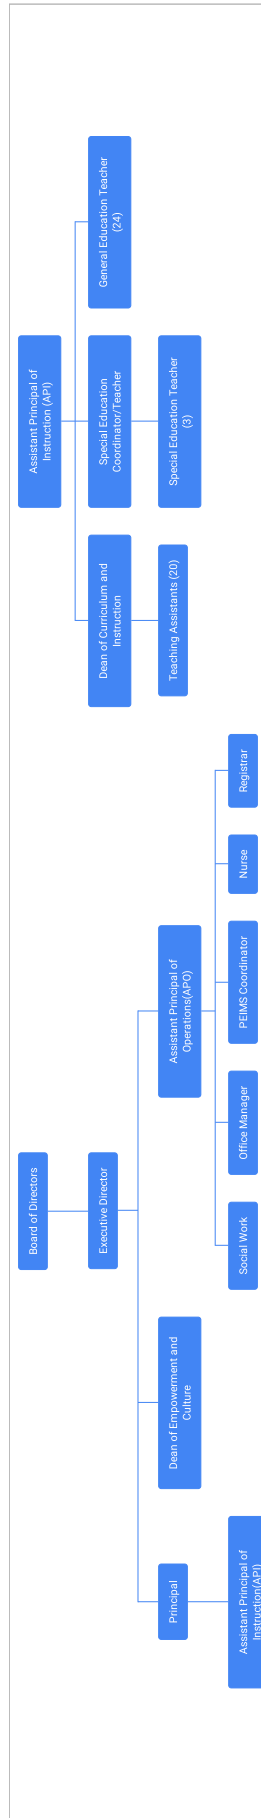 Board of Directors
Executive Director
Principal
Dean of Empowerment and
Culture
Assistant Principal of
Operations(APO)
Assistant Principal of
Instruction(API)
Social Work
Office Manager
PEIMS Coordinator
Nurse
Registrar
Assistant Principal of
Instruction (API)
Dean of Curriculum and
Instruction
Special Education
Coordinator/Teacher
General Education Teacher
(24)
Teaching Assistants (20)
Special Education Teacher
(3)